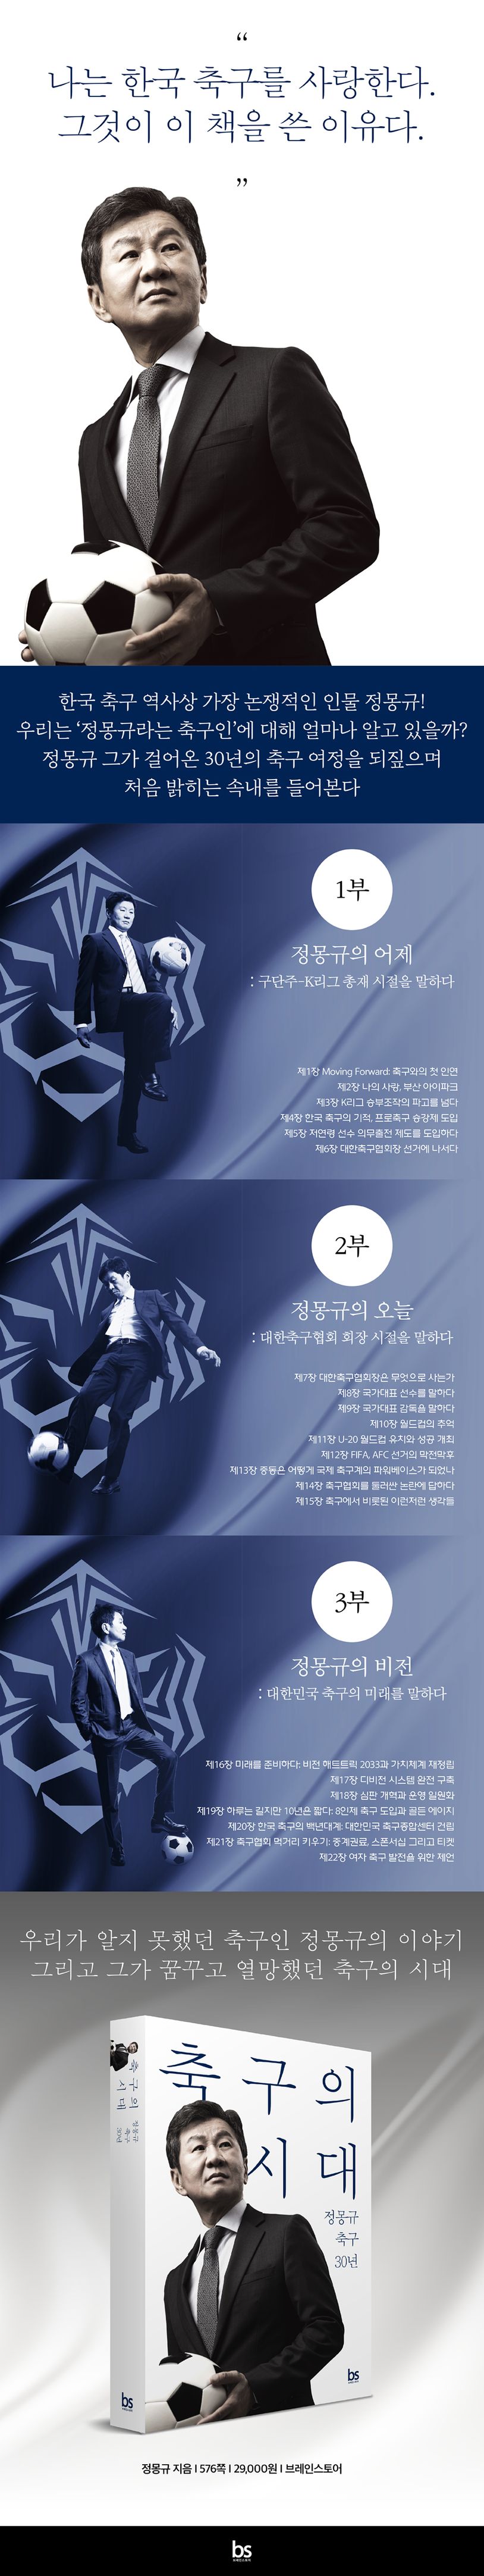 “
나는 한국 축구를 사랑한다.
그것이 이 책을 쓴 이유다.
”
한국 축구 역사상 가장 논쟁적인 인물 정몽규!
우리는 ‘정몽규라는 축구인’에 대해 얼마나 알고 있을까?
정몽규 그가 걸어온 30년의 축구 여정을 되짚으며
처음 밝히는 속내를 들어본다
1부
정몽규의 어제
: 구단주-K리그 총재 시절을 말하다
제1장 Moving Forward: 축구와의 첫 인연
제2장 나의 사랑, 부산 아이파크
제3장 K리그 승부조작의 파고를 넘다
제4장 한국 축구의 기적, 프로축구 승강제 도입
제5장 저연령 선수 의무출전 제도를 도입하다
제6장 대한축구협회장 선거에 나서다
2부
정몽규의 오늘
: 대한축구협회 회장 시절을 말하다
제7장 대한축구협회장은 무엇으로 사는가
제8장 국가대표 선수를 말하다
제9장 국가대표 감독을 말하다
제10장 월드컵의 추억
제11장 U-20 월드컵 유치와 성공 개최
제12장 FIFA, AFC 선거의 막전막후
제13장 중동은 어떻게 국제 축구계의 파워베이스가 되었나
제14장 축구협회를 둘러싼 논란에 답하다
제15장 축구에서 비롯된 이런저런 생각들
3부
정몽규의 비전
: 대한민국 축구의 미래를 말하다
제16장 미래를 준비하다: 비전 해트트릭 2033과 가치체계 재정립
제17장 디비전 시스템 완전 구축
제18장 심판 개혁과 운영 일원화
제19장 하루는 길지만 10년은 짧다: 8인제 축구 도입과 골든 에이지
제20장 한국 축구의 백년대계: 대한민국 축구종합센터 건립
제21장 축구협회 먹거리 키우기: 중계권료, 스폰서십 그리고 티켓
제22장 여자 축구 발전을 위한 제언
우리가 알지 못했던 축구인 정몽규의 이야기
그리고 그가 꿈꾸고 열망했던 축구의 시대
축구의
시대
정몽규
축구
30년
bs
축구의
시대
정몽규
축구
30년
bs
정몽규 지음 I 576쪽 I 29,000원 I 브레인스토어
bs
브레인스토어